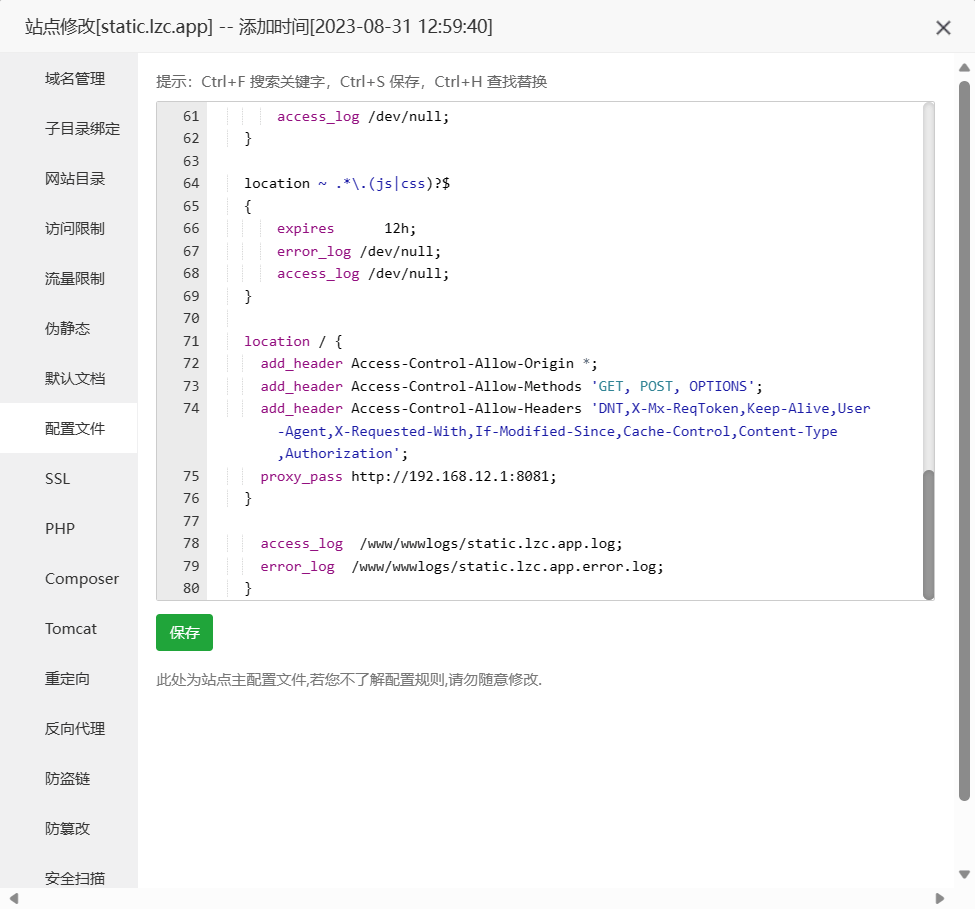 站点修改[static.lzc.app] -- 添加时间[2023-08-31 12:59:40]
域名管理
子目录绑定
网站目录
访问限制
流量限制
伪静态
默认文档
配置文件
SSL
PHP
Composer
Tomcat
重定向
反向代理
防盗链
防篡改
安全扫描
提示：Ctrl+F 搜索关键字，Ctrl+S 保存，Ctrl+H 查找替换
61 access_log /dev/null;
62 }
63
64 location ~ .*\.(js|css)?$
65 {
66 expires      12h;
67 error_log /dev/null;
68 access_log /dev/null;
69 }
70
71 location / {
72 add_header Access-Control-Allow-Origin *;
73 add_header Access-Control-Allow-Methods 'GET, POST, OPTIONS';
74 add_header Access-Control-Allow-Headers 'DNT,X-Mx-ReqToken,Keep-Alive,User
-Agent,X-Requested-With,If-Modified-Since,Cache-Control,Content-Type
,Authorization';
75 proxy_pass http://192.168.12.1:8081;
76 }
77
78 access_log  /www/wwwlogs/static.lzc.app.log;
79 error_log  /www/wwwlogs/static.lzc.app.error.log;
80 }
保存
此处为站点主配置文件,若您不了解配置规则,请勿随意修改.